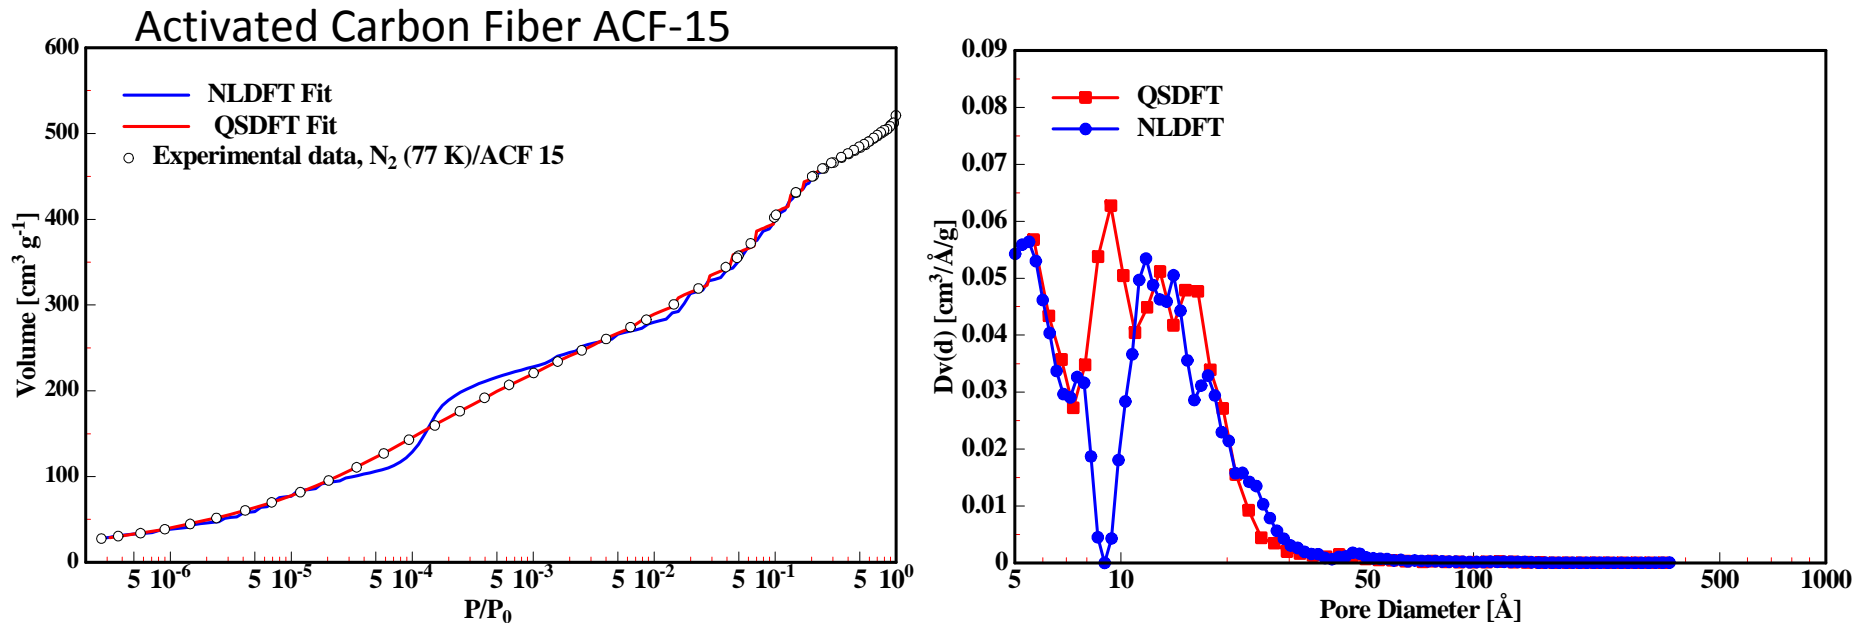 Activated Carbon Fiber ACF-15
600
500
400
300
200
100
0
Volume [cm³ g⁻¹]
NLDFT Fit
QSDFT Fit
Experimental data, N₂ (77 K)/ACF 15
5 10⁻⁶ 5 10⁻⁵ 5 10⁻⁴ 5 10⁻³ 5 10⁻² 5 10⁻¹ 5 10⁰
P/P₀
0.09
0.08
0.07
0.06
0.05
0.04
0.03
0.02
0.01
0
Dv(d) [cm³/Å/g]
QSDFT
NLDFT
5 10 50 100 500 1000
Pore Diameter [Å]